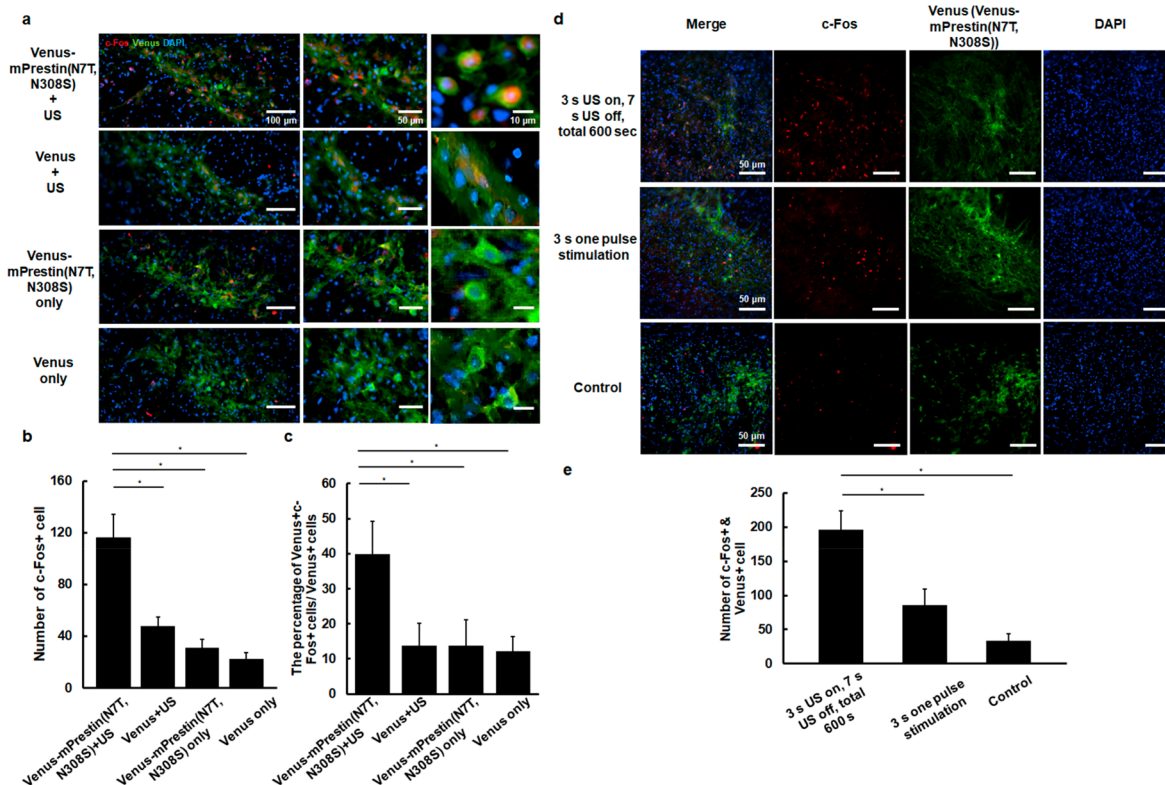 a
Venus-
mPrestin(N7T,
N308S)
+
US
c-Fos Venus DAPI
100 µm
50 µm
10 µm
Venus
+
US
Venus-
mPrestin(N7T,
N308S)
only
Venus
only
b
Number of c-Fos+ cell
160
120
80
40
0
*
*
*
Venus-mPrestin(N7T,
N308S)+US
Venus+US
Venus-mPrestin(N7T,
N308S) only
Venus only
c
The percentage of Venus+c-
Fos+ cells/ Venus+ cells
60
50
40
30
20
10
0
*
*
*
Venus-mPrestin(N7T,
N308S)+US
Venus+US
Venus-mPrestin(N7T,
N308S) only
Venus only
d
Merge
c-Fos
Venus (Venus-
mPrestin(N7T,
N308S))
DAPI
3 s US on, 7
s US off,
total 600 sec
50 µm
3 s one pulse
stimulation
50 µm
Control
50 µm
e
Number of c-Fos+ &
Venus+ cell
250
200
150
100
50
0
*
*
3 s US on, 7 s
US off, total
600 s
3 s one pulse
stimulation
Control